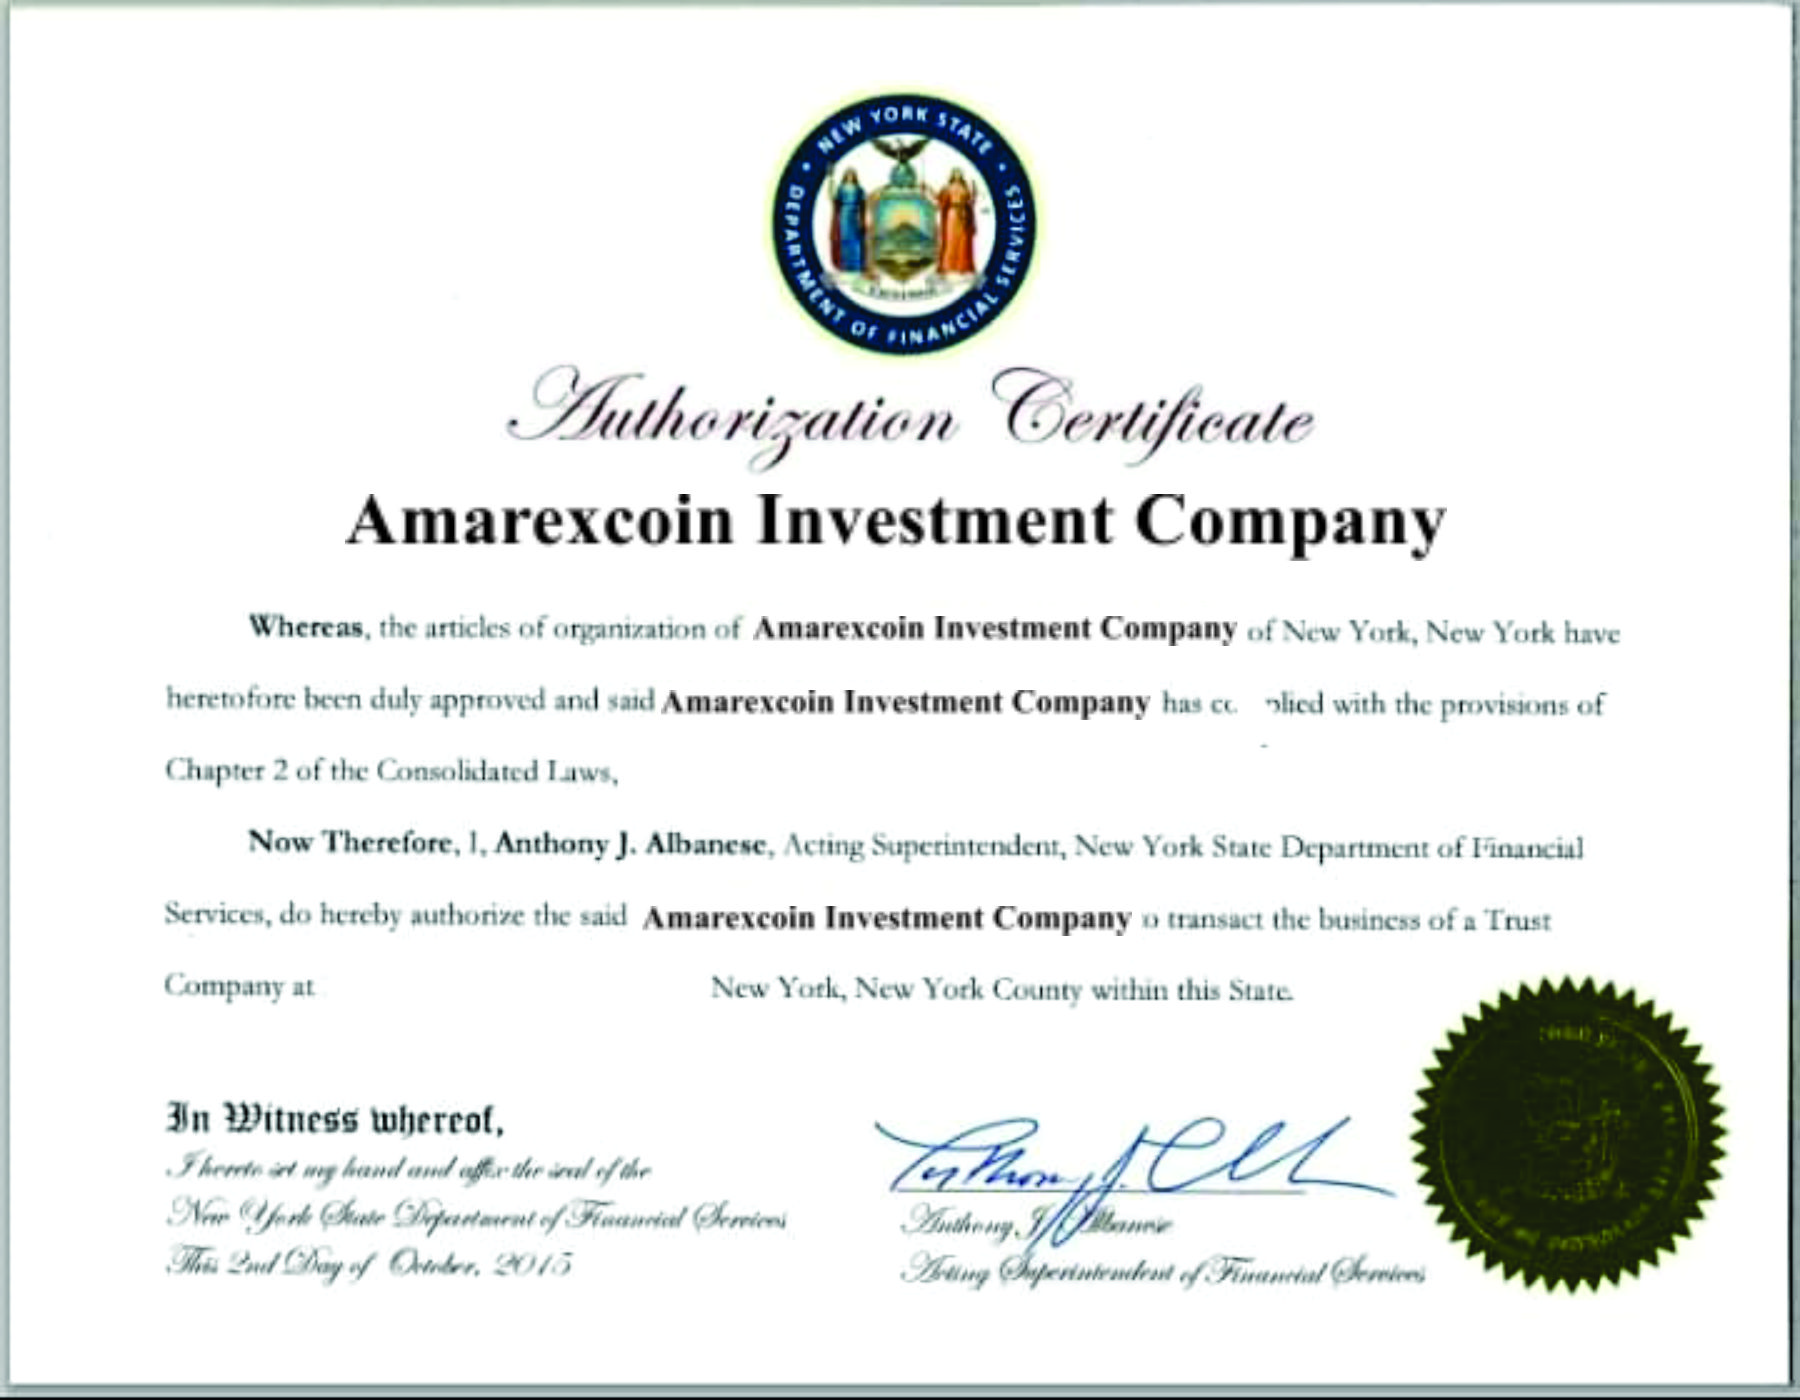 NEW YORK STATE
DEPARTMENT OF FINANCIAL SERVICES
Authorization Certificate
Amarexcoin Investment Company
Whereas, the articles of organization of Amarexcoin Investment Company of New York, New York have
heretofore been duly approved and said Amarexcoin Investment Company has co plied with the provisions of
Chapter 2 of the Consolidated Laws,
Now Therefore, I, Anthony J. Albanese, Acting Superintendent, New York State Department of Financial
Services, do hereby authorize the said Amarexcoin Investment Company o transact the business of a Trust
Company at New York, New York County within this State.
In Witness whereof,
I hereto set my hand and affix the seal of the
New York State Department of Financial Services
This 2nd Day of October, 2015
Anthony J. Albanese
Acting Superintendent of Financial Services